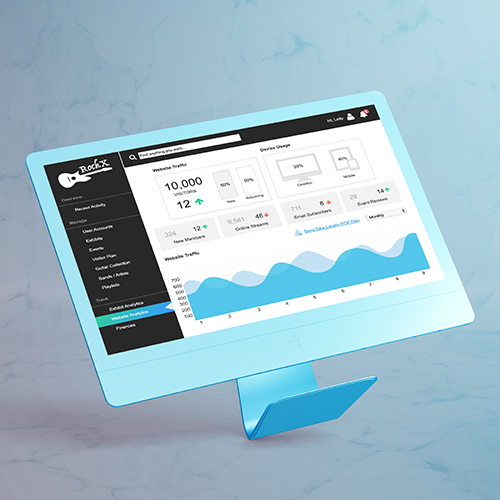 RockX
Find anything you want...
Hi, Lady
Overview
Recent Activity
Manage
User Accounts
Exhibits
Events
Visitor Plan
Guitar Collection
Bands / Artists
Playlists
Track
Exhibit Analytics
Website Analytics
Finances
Website Traffic
10,000
VISITORS
12
50%
New
90%
Returning
Device Usage
20%
Desktop
80%
Mobile
324 12
New Members
9,541 48
Online Streams
711 8
Email Subscribers
29 14
Event Reviews
Store Data Locally (PDF File)
Monthly
Website Traffic
700
600
500
400
300
200
100
1 2 3 4 5 6 7 8 9